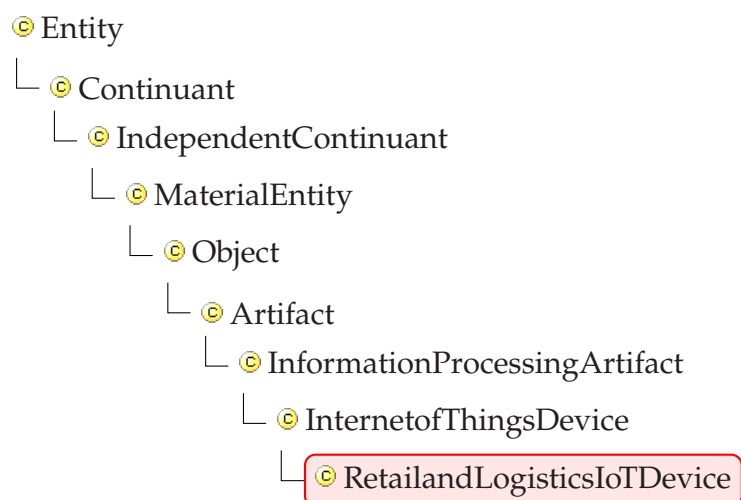 Entity
Continuant
IndependentContinuant
MaterialEntity
Object
Artifact
InformationProcessingArtifact
InternetofThingsDevice
RetailandLogisticsIoTDevice